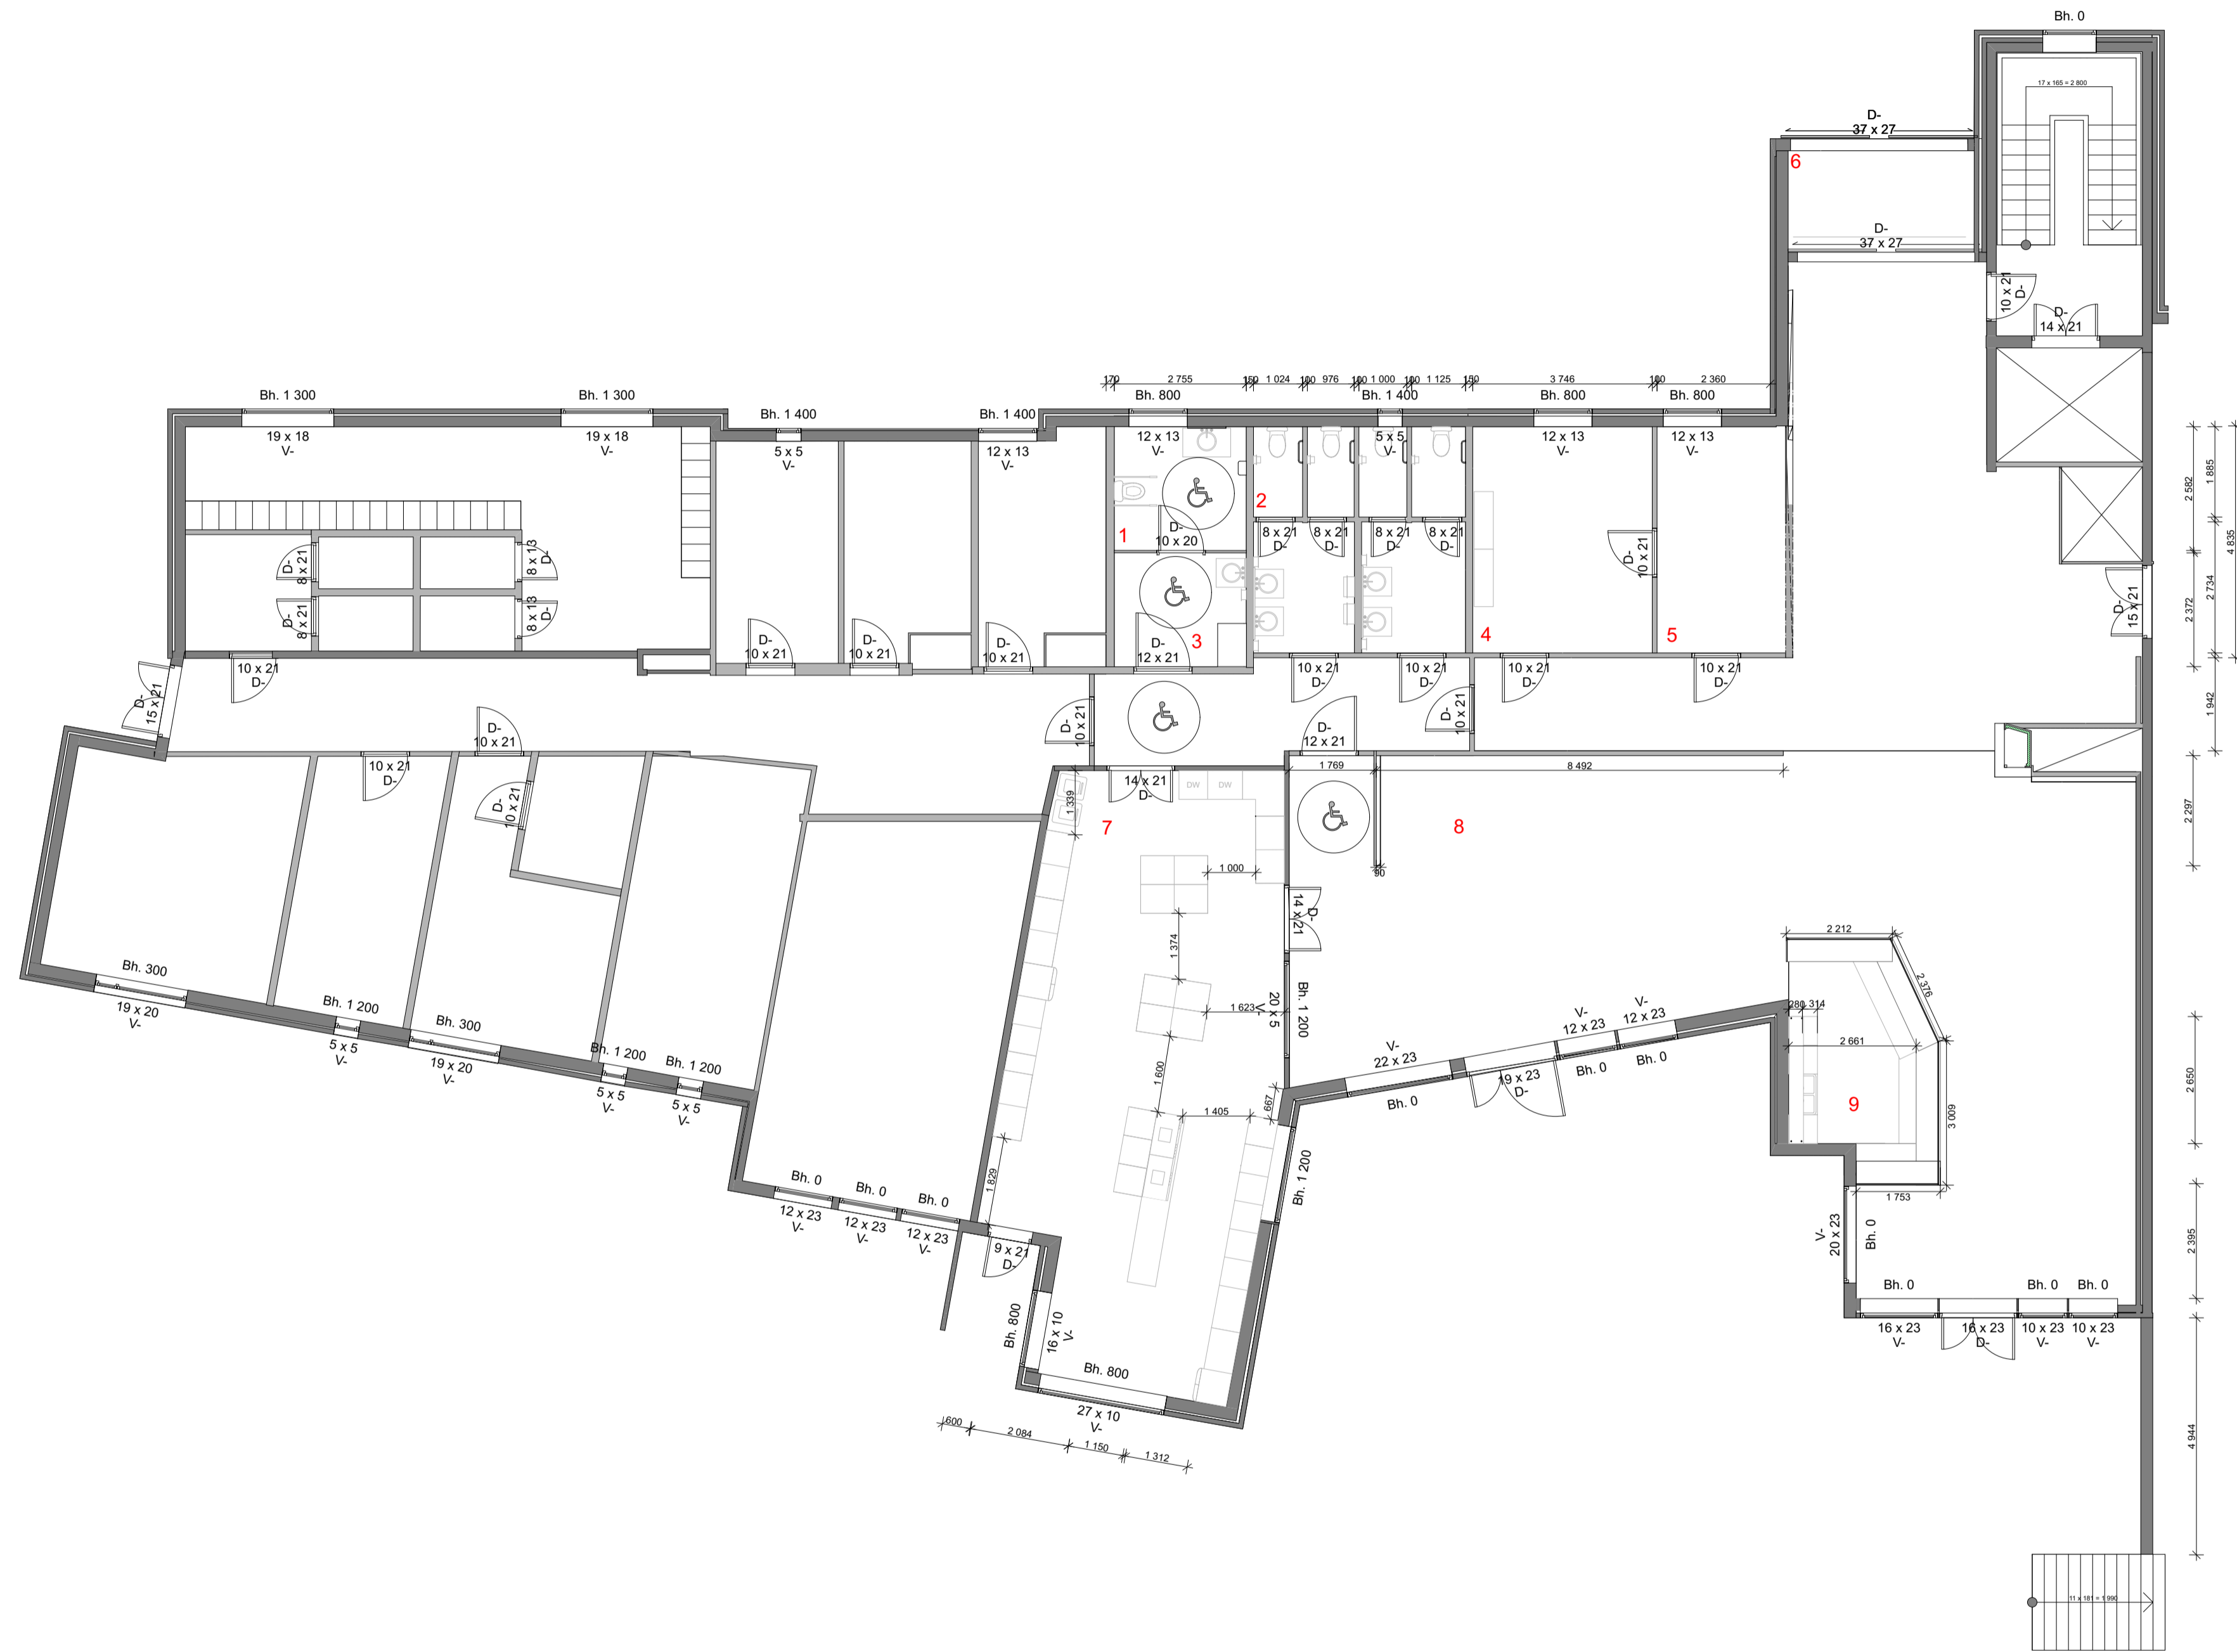 Bh. 0
17 x 165 = 2 800
D-
37 x 27
6
D-
37 x 27
10 x 21
D-
D-
14 x 21
170
2 755
150
1 024
100
976
100
1 000
100
1 125
150
3 746
100
2 360
Bh. 1 300
Bh. 1 300
Bh. 1 400
Bh. 1 400
Bh. 800
Bh. 1 400
Bh. 800
Bh. 800
19 x 18
V-
19 x 18
V-
5 x 5
V-
12 x 13
V-
12 x 13
V-
5 x 5
V-
12 x 13
V-
12 x 13
V-
2 582
1 885
4 835
2 734
2 372
1 942
2
1
D-
10 x 20
8 x 21
D-
8 x 21
D-
8 x 21
D-
8 x 21
D-
D-
10 x 21
D-
8 x 21
D-
8 x 21
8 x 13
D-
8 x 13
D-
D-
15 x 21
3
4
5
D-
10 x 21
D-
10 x 21
D-
10 x 21
D-
12 x 21
10 x 21
D-
10 x 21
D-
10 x 21
D-
10 x 21
D-
10 x 21
D-
D-
15 x 21
D-
10 x 21
D-
10 x 21
D-
12 x 21
D-
10 x 21
10 x 21
D-
D-
10 x 21
14 x 21
D-
DW
DW
1 339
1 769
8 492
2 297
7
8
90
1 000
D-
14 x 21
1 374
2 212
2 376
Bh. 300
19 x 20
V-
Bh. 1 200
5 x 5
V-
Bh. 300
19 x 20
V-
Bh. 1 200
5 x 5
V-
Bh. 1 200
5 x 5
V-
1 623
Bh. 1 200
20 x 5
V-
V-
22 x 23
Bh. 0
19 x 23
D-
V-
12 x 23
Bh. 0
V-
12 x 23
Bh. 0
280
314
2 661
2 650
1 600
667
1 405
9
3 009
Bh. 1 200
1 829
Bh. 0
12 x 23
V-
Bh. 0
12 x 23
V-
Bh. 0
12 x 23
V-
9 x 21
D-
1 753
V-
20 x 23
Bh. 0
2 395
Bh. 0
Bh. 0
Bh. 0
16 x 23
V-
16 x 23
D-
10 x 23
V-
10 x 23
V-
Bh. 800
16 x 10
V-
Bh. 800
27 x 10
V-
600
2 084
1 150
1 312
4 944
11 x 181 = 1 990